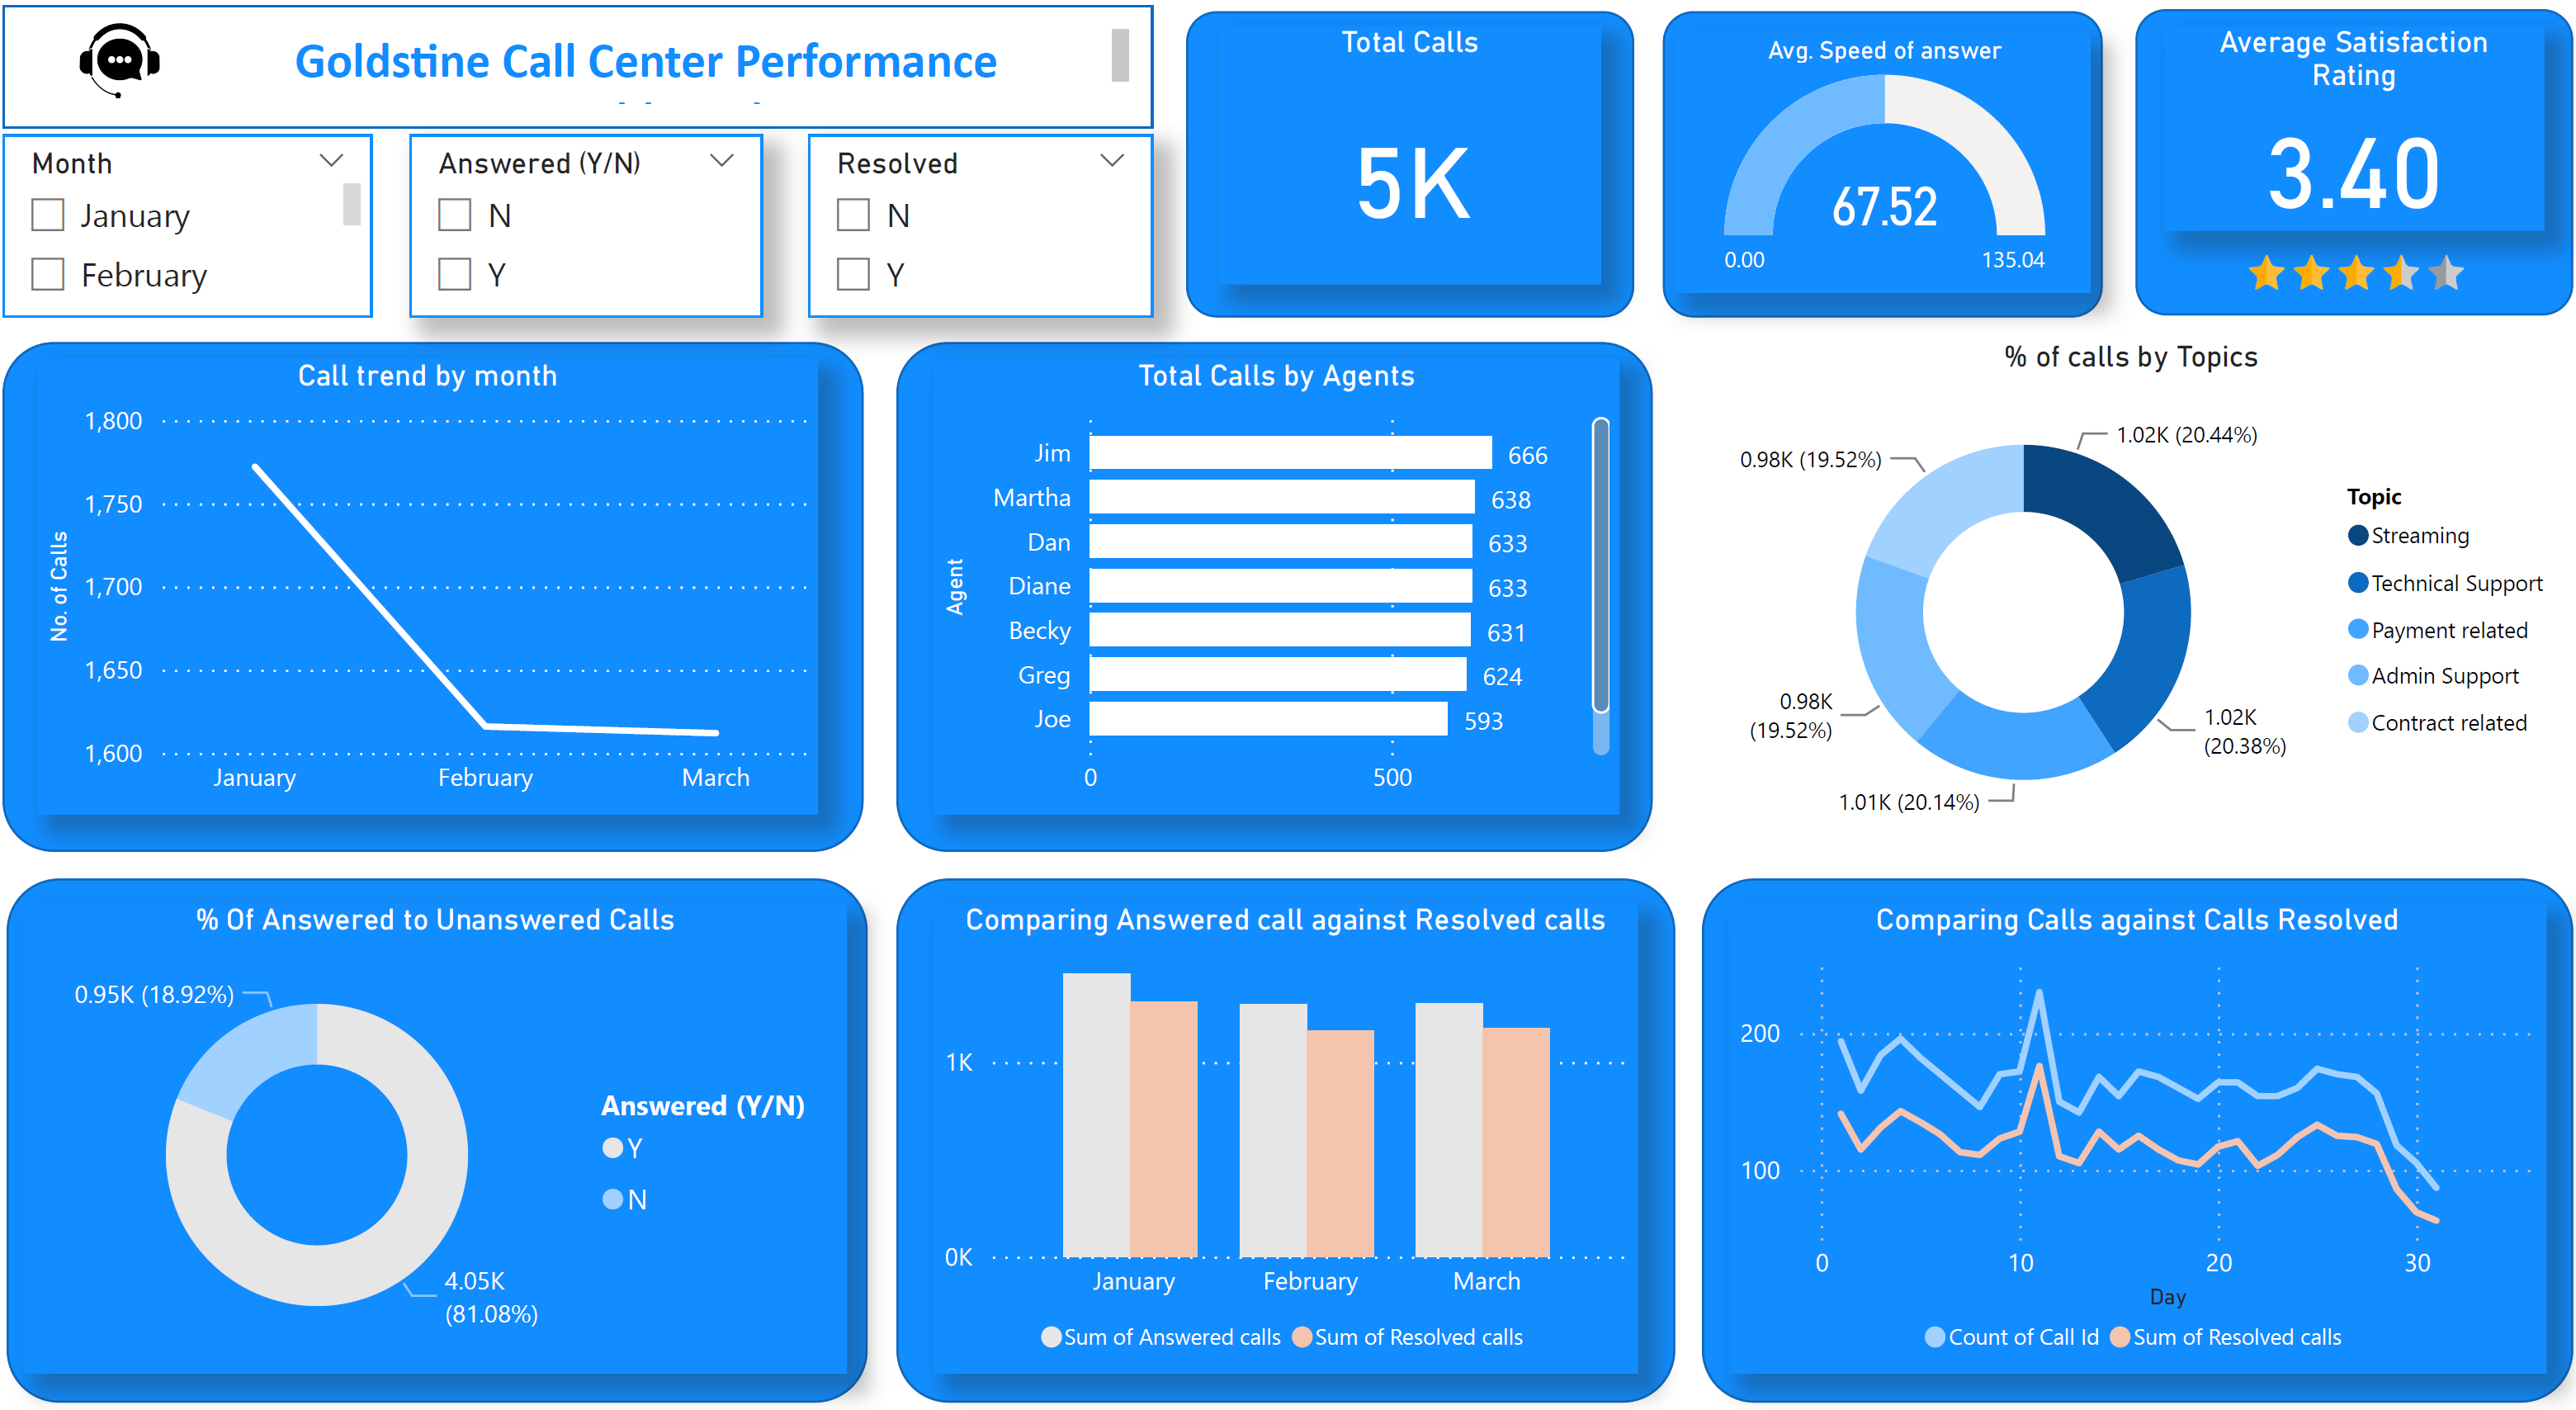 Goldstine Call Center Performance
Month
January
February
Answered (Y/N)
N
Y
Resolved
N
Y
Total Calls
5K
Avg. Speed of answer
67.52
0.00
135.04
Average Satisfaction
Rating
3.40
Call trend by month
No. of Calls
1,800
1,750
1,700
1,650
1,600
January
February
March
Total Calls by Agents
Agent
Jim
666
Martha
638
Dan
633
Diane
633
Becky
631
Greg
624
Joe
593
0
500
% of calls by Topics
1.02K (20.44%)
0.98K (19.52%)
0.98K
(19.52%)
1.02K
(20.38%)
1.01K (20.14%)
Topic
Streaming
Technical Support
Payment related
Admin Support
Contract related
% Of Answered to Unanswered Calls
0.95K (18.92%)
4.05K
(81.08%)
Answered (Y/N)
Y
N
Comparing Answered call against Resolved calls
1K
0K
January
February
March
Sum of Answered calls
Sum of Resolved calls
Comparing Calls against Calls Resolved
200
100
0
10
20
30
Day
Count of Call Id
Sum of Resolved calls